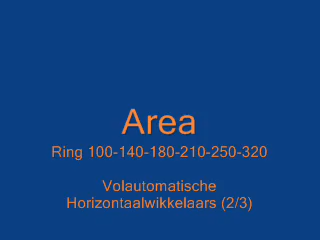 Area
Ring 100-140-180-210-250-320
Volautomatische
Horizontaalwikkelaars (2/3)